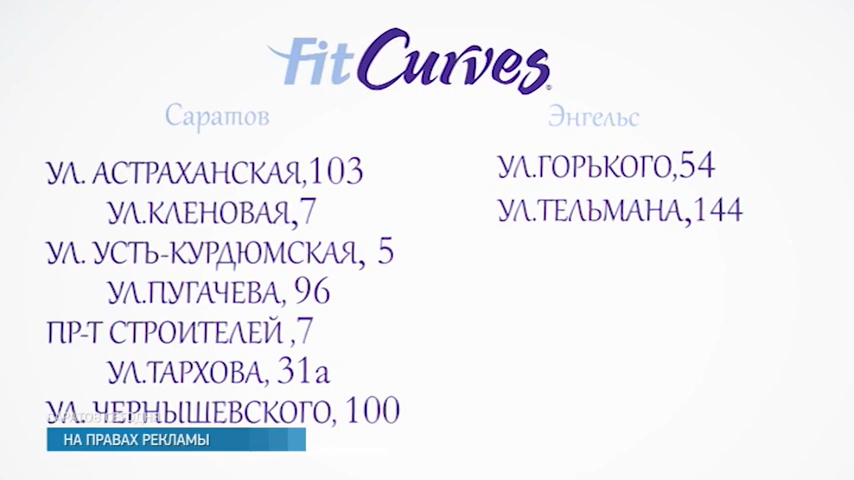 FitCurves
Саратов
УЛ. АСТРАХАНСКАЯ,103
УЛ.КЛЕНОВАЯ,7
УЛ. УСТЬ-КУРДЮМСКАЯ, 5
УЛ.ПУГАЧЕВА, 96
ПР-Т СТРОИТЕЛЕЙ ,7
УЛ.ТАРХОВА, 31а
УЛ. ЧЕРНЫШЕВСКОГО, 100
Энгельс
УЛ.ГОРЬКОГО,54
УЛ.ТЕЛЬМАНА,144
НА ПРАВАХ РЕКЛАМЫ